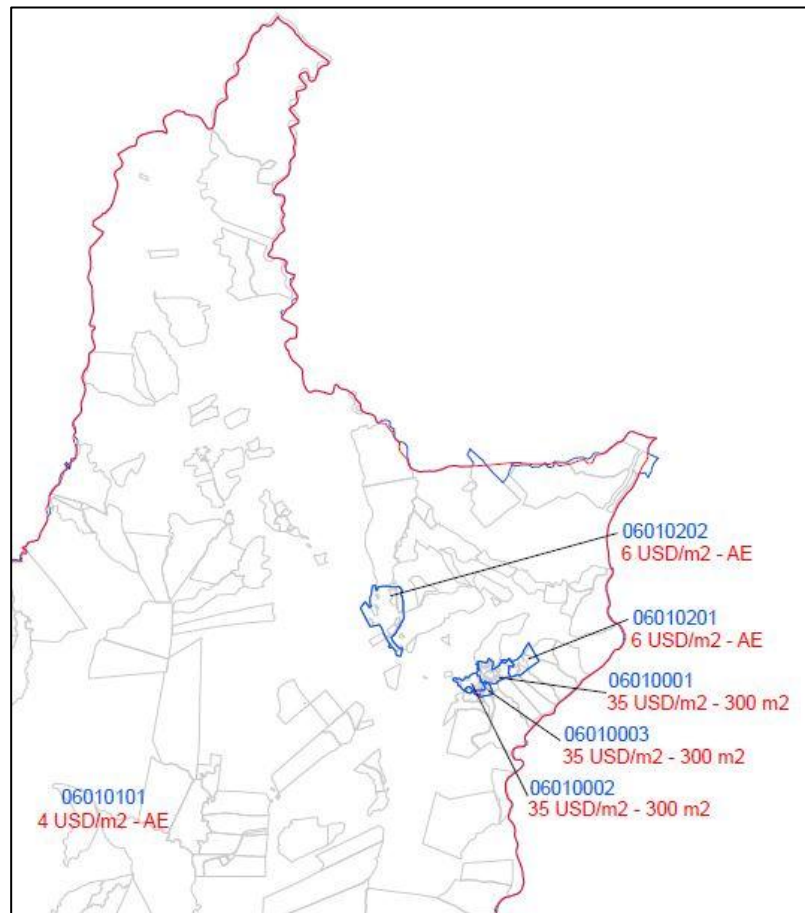 06010202
6 USD/m2 - AE
06010201
6 USD/m2 - AE
06010001
35 USD/m2 - 300 m2
06010003
35 USD/m2 - 300 m2
06010002
35 USD/m2 - 300 m2
06010101
4 USD/m2 - AE